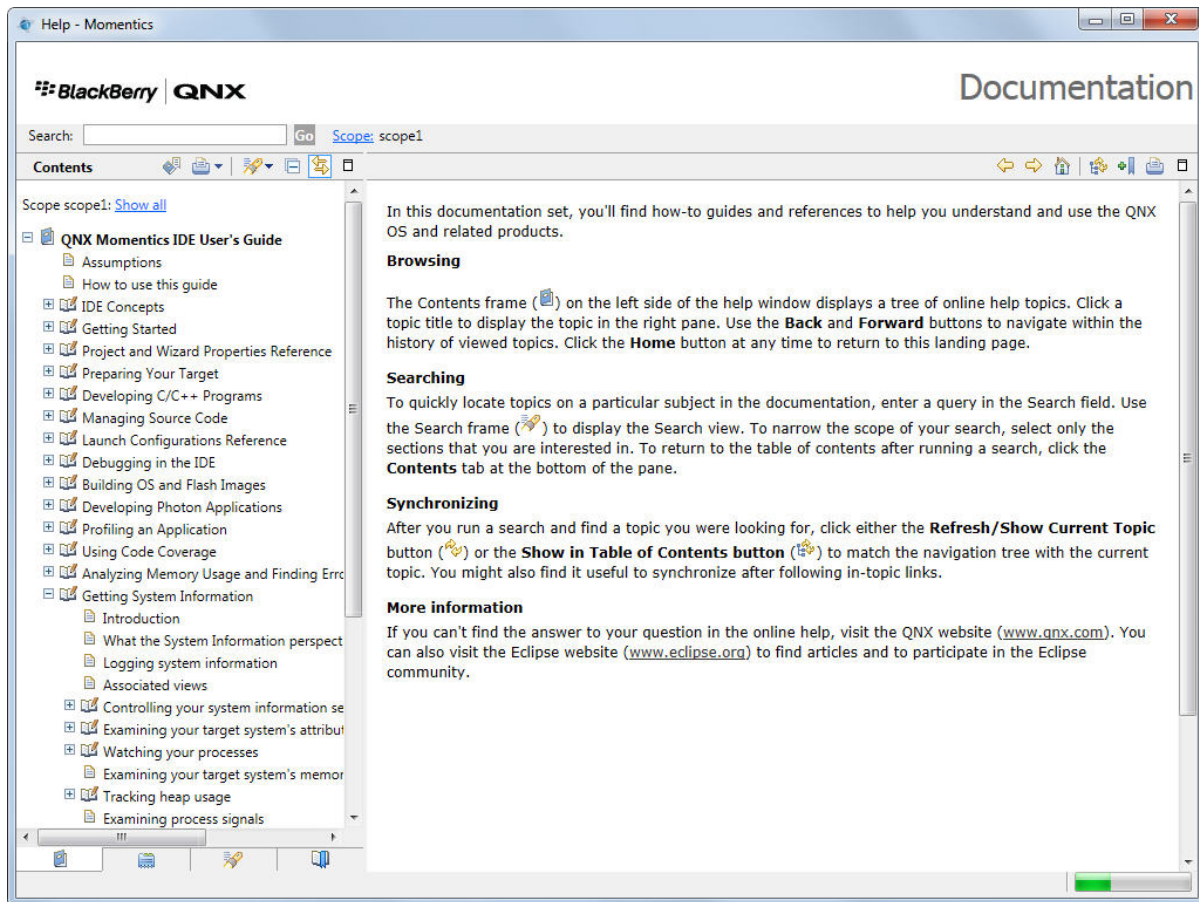 Help - Momentics
BlackBerry QNX
Documentation
Search:
Go
Scope: scope1
Contents
Scope scope1: Show all
QNX Momentics IDE User's Guide
Assumptions
How to use this guide
IDE Concepts
Getting Started
Project and Wizard Properties Reference
Preparing Your Target
Developing C/C++ Programs
Managing Source Code
Launch Configurations Reference
Debugging in the IDE
Building OS and Flash Images
Developing Photon Applications
Profiling an Application
Using Code Coverage
Analyzing Memory Usage and Finding Errc
Getting System Information
Introduction
What the System Information perspect
Logging system information
Associated views
Controlling your system information se
Examining your target system's attribut
Watching your processes
Examining your target system's memor
Tracking heap usage
Examining process signals
In this documentation set, you'll find how-to guides and references to help you understand and use the QNX
OS and related products.
Browsing
The Contents frame () on the left side of the help window displays a tree of online help topics. Click a
topic title to display the topic in the right pane. Use the Back and Forward buttons to navigate within the
history of viewed topics. Click the Home button at any time to return to this landing page.
Searching
To quickly locate topics on a particular subject in the documentation, enter a query in the Search field. Use
the Search frame () to display the Search view. To narrow the scope of your search, select only the
sections that you are interested in. To return to the table of contents after running a search, click the
Contents tab at the bottom of the pane.
Synchronizing
After you run a search and find a topic you were looking for, click either the Refresh/Show Current Topic
button () or the Show in Table of Contents button () to match the navigation tree with the current
topic. You might also find it useful to synchronize after following in-topic links.
More information
If you can't find the answer to your question in the online help, visit the QNX website (www.qnx.com). You
can also visit the Eclipse website (www.eclipse.org) to find articles and to participate in the Eclipse
community.